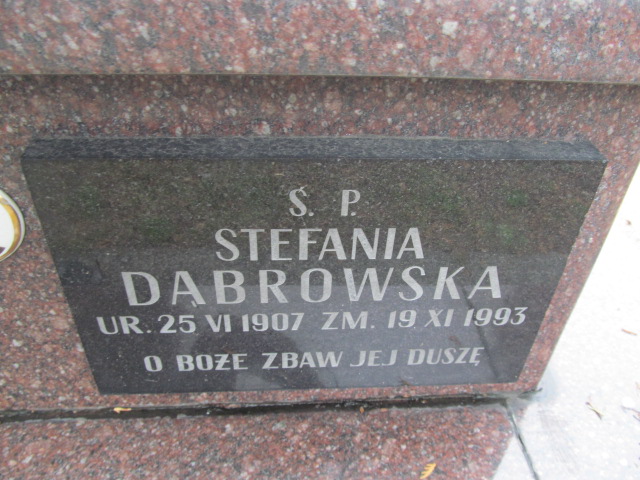 Ś. P.
STEFANIA
DĄBROWSKA
UR. 25 VI 1907 ZM. 19 XI 1993
O BOŻE ZBAW JEJ DUSZĘ